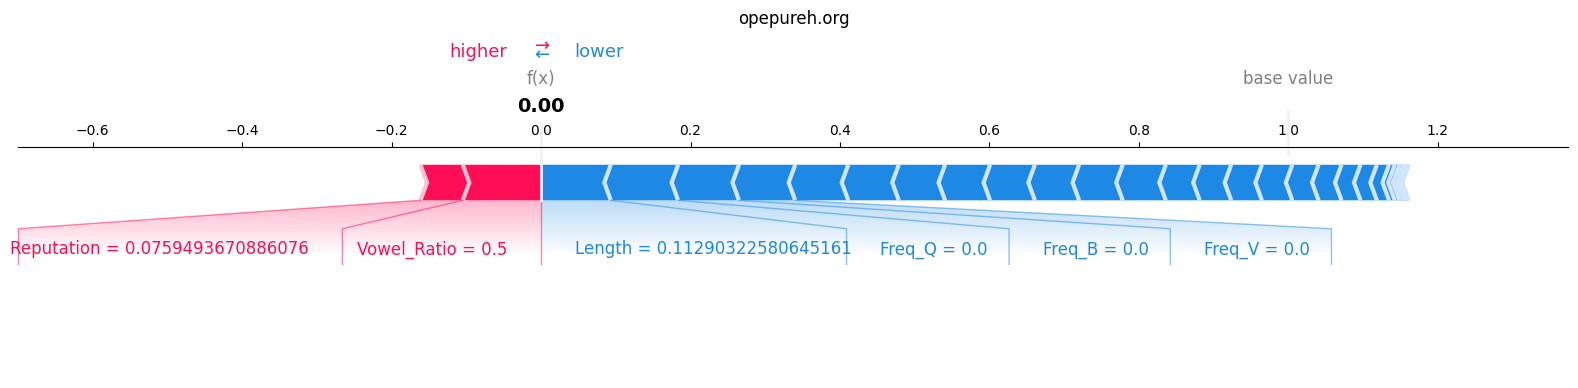 opepureh.org
higher ⇄ lower
f(x) base value
0.00
−0.6 −0.4 −0.2 0.0 0.2 0.4 0.6 0.8 1.0 1.2
Reputation = 0.0759493670886076 Vowel_Ratio = 0.5 Length = 0.11290322580645161 Freq_Q = 0.0 Freq_B = 0.0 Freq_V = 0.0